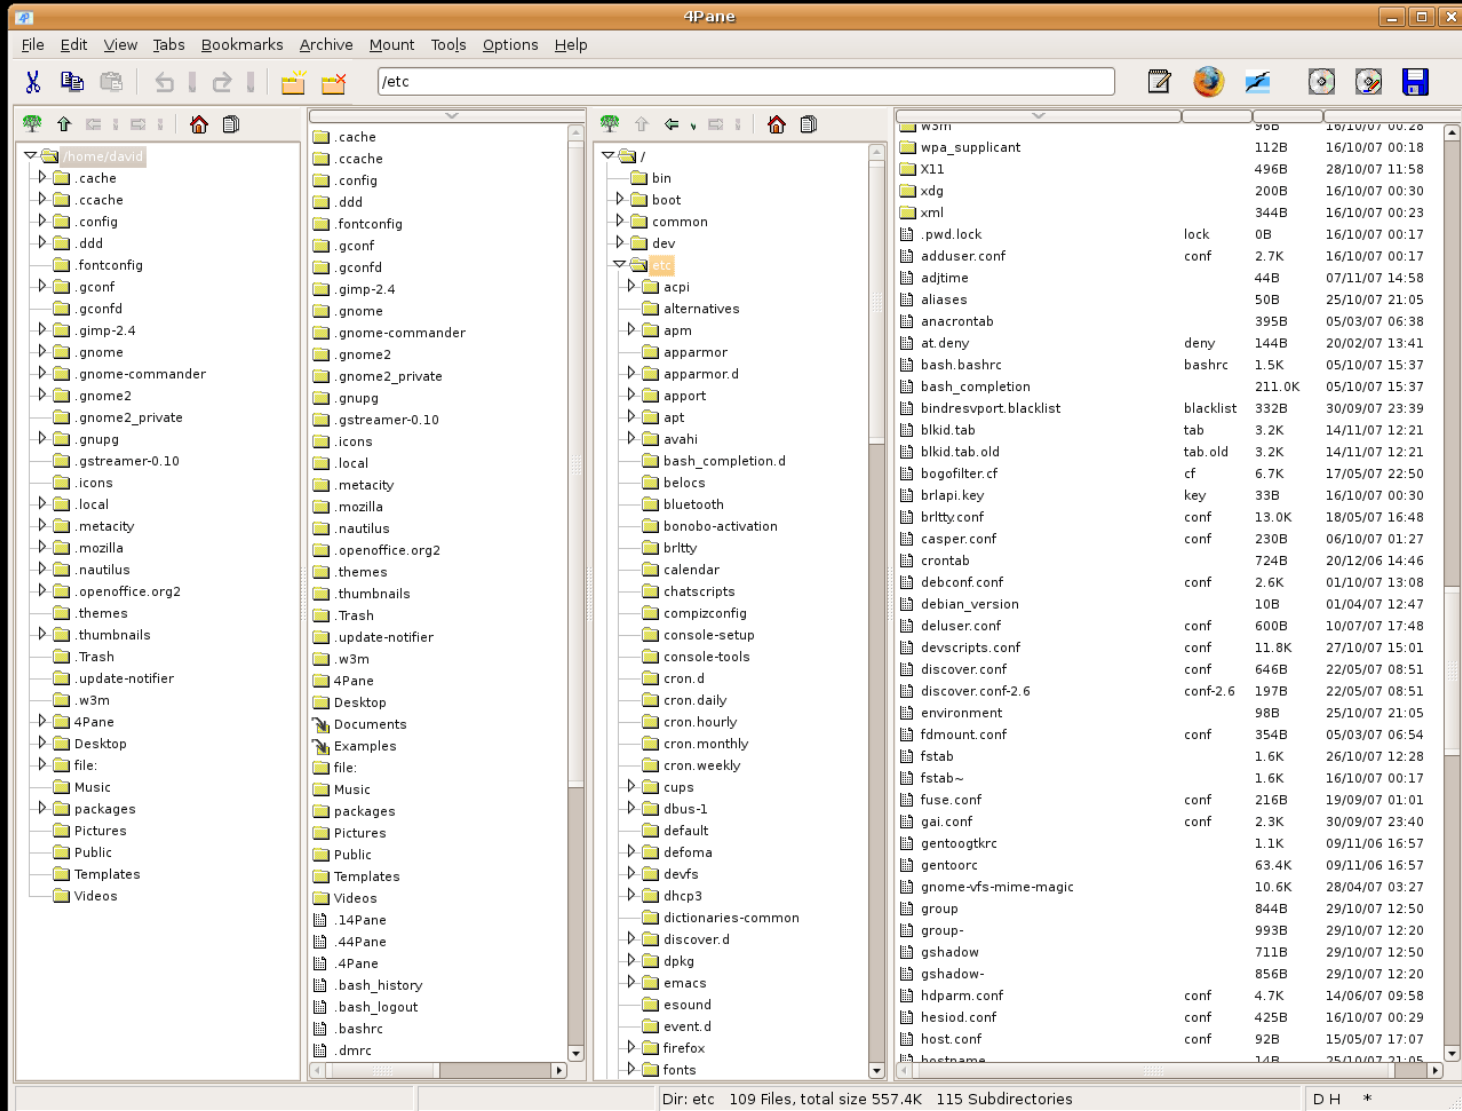 4Pane
File Edit View Tabs Bookmarks Archive Mount Tools Options Help
/etc
/home/david
.cache
.ccache
.config
.ddd
.fontconfig
.gconf
.gconfd
.gimp-2.4
.gnome
.gnome-commander
.gnome2
.gnome2_private
.gnupg
.gstreamer-0.10
.icons
.local
.metacity
.mozilla
.nautilus
.openoffice.org2
.themes
.thumbnails
.Trash
.update-notifier
.w3m
4Pane
Desktop
file:
Music
packages
Pictures
Public
Templates
Videos
.cache
.ccache
.config
.ddd
.fontconfig
.gconf
.gconfd
.gimp-2.4
.gnome
.gnome-commander
.gnome2
.gnome2_private
.gnupg
.gstreamer-0.10
.icons
.local
.metacity
.mozilla
.nautilus
.openoffice.org2
.themes
.thumbnails
.Trash
.update-notifier
.w3m
4Pane
Desktop
Documents
Examples
file:
Music
packages
Pictures
Public
Templates
Videos
.14Pane
.44Pane
.4Pane
.bash_history
.bash_logout
.bashrc
.dmrc
/
bin
boot
common
dev
etc
acpi
alternatives
apm
apparmor
apparmor.d
apport
apt
avahi
bash_completion.d
belocs
bluetooth
bonobo-activation
brltty
calendar
chatscripts
compizconfig
console-setup
console-tools
cron.d
cron.daily
cron.hourly
cron.monthly
cron.weekly
cups
dbus-1
default
defoma
devfs
dhcp3
dictionaries-common
discover.d
dpkg
emacs
esound
event.d
firefox
fonts
w3m 96B 16/10/07 00:28
wpa_supplicant 112B 16/10/07 00:18
X11 496B 28/10/07 11:58
xdg 200B 16/10/07 00:30
xml 344B 16/10/07 00:23
.pwd.lock lock 0B 16/10/07 00:17
adduser.conf conf 2.7K 16/10/07 00:17
adjtime 44B 07/11/07 14:58
aliases 50B 25/10/07 21:05
anacrontab 395B 05/03/07 06:38
at.deny deny 144B 20/02/07 13:41
bash.bashrc bashrc 1.5K 05/10/07 15:37
bash_completion 211.0K 05/10/07 15:37
bindresvport.blacklist blacklist 332B 30/09/07 23:39
blkid.tab tab 3.2K 14/11/07 12:21
blkid.tab.old tab.old 3.2K 14/11/07 12:21
bogofilter.cf cf 6.7K 17/05/07 22:50
brlapi.key key 33B 16/10/07 00:30
brltty.conf conf 13.0K 18/05/07 16:48
casper.conf conf 230B 06/10/07 01:27
crontab 724B 20/12/06 14:46
debconf.conf conf 2.6K 01/10/07 13:08
debian_version 10B 01/04/07 12:47
deluser.conf conf 600B 10/07/07 17:48
devscripts.conf conf 11.8K 27/10/07 15:01
discover.conf conf 646B 22/05/07 08:51
discover.conf-2.6 conf-2.6 197B 22/05/07 08:51
environment 98B 25/10/07 21:05
fdmount.conf conf 354B 05/03/07 06:54
fstab 1.6K 26/10/07 12:28
fstab~ 1.6K 16/10/07 00:17
fuse.conf conf 216B 19/09/07 01:01
gai.conf conf 2.3K 30/09/07 23:40
gentoogtkrc 1.1K 09/11/06 16:57
gentoorc 63.4K 09/11/06 16:57
gnome-vfs-mime-magic 10.6K 28/04/07 03:27
group 844B 29/10/07 12:50
group- 993B 29/10/07 12:20
gshadow 711B 29/10/07 12:50
gshadow- 856B 29/10/07 12:20
hdparm.conf conf 4.7K 14/06/07 09:58
hesiod.conf conf 425B 16/10/07 00:29
host.conf conf 92B 15/05/07 17:07
hostname 14B 25/10/07 21:05
Dir: etc 109 Files, total size 557.4K 115 Subdirectories
D H *